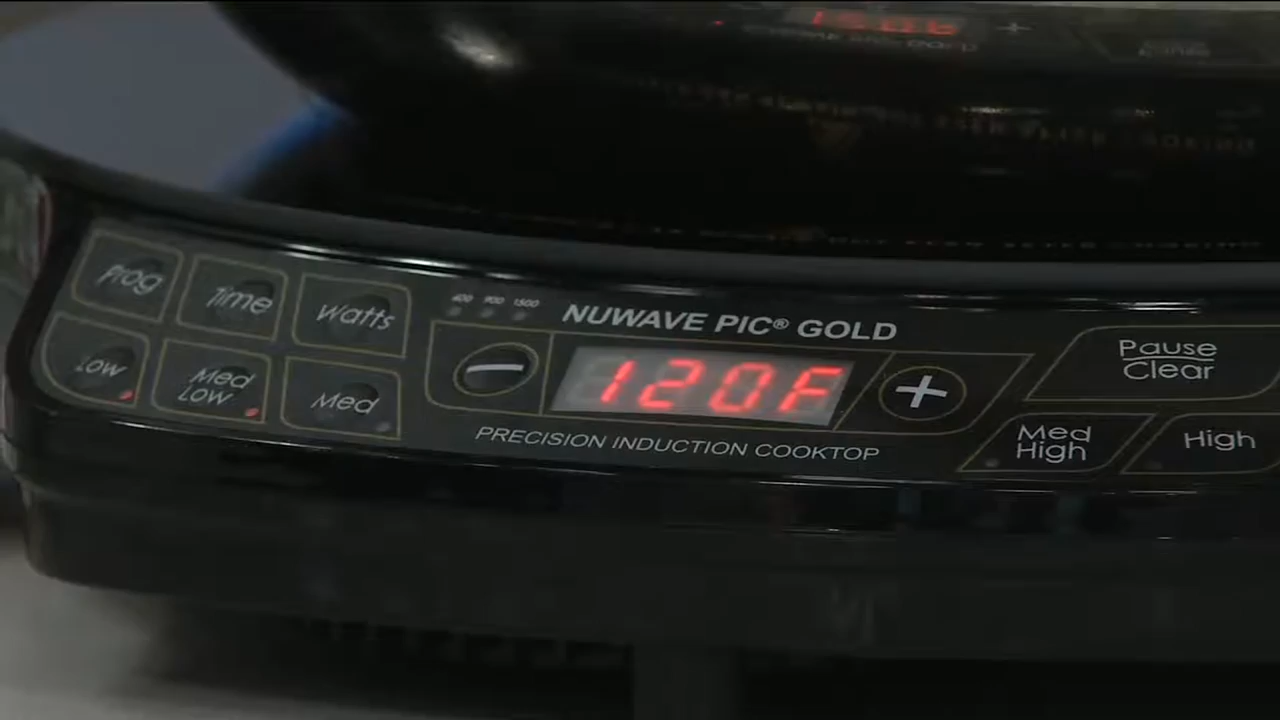 Prog
Time
Watts
400 900 1500
NUWAVE PIC® GOLD
Pause
Clear
Low
Med
Low
Med
−
120F
+
PRECISION INDUCTION COOKTOP
Med
High
High